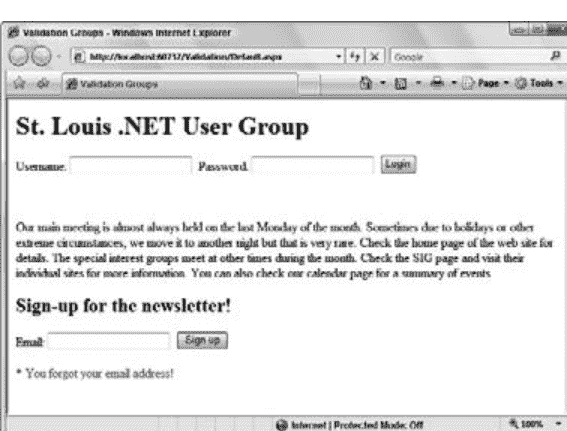 Validation Groups - Windows Internet Explorer
http://localhost:60737/Validation/Default.aspx
Google
Validation Groups
Page
Tools
St. Louis .NET User Group
Username: Password: Login
Our main meeting is almost always held on the last Monday of the month. Sometimes due to holidays or other
extreme circumstances, we move it to another night but that is very rare. Check the home page of the web site for
details. The special interest groups meet at other times during the month. Check the SIG page and visit their
individual sites for more information. You can also check our calendar page for a summary of events
Sign-up for the newsletter!
Email: Sign up
* You forgot your email address!
Internet | Protected Mode: Off
100%